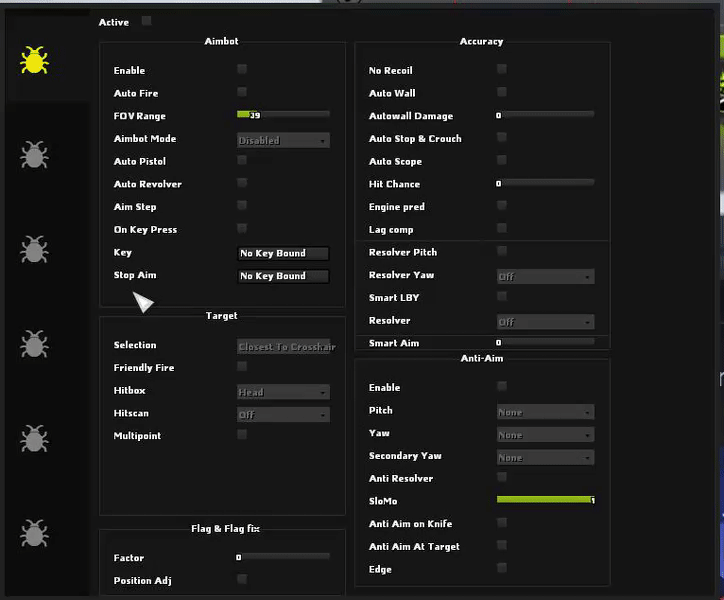 Active
Aimbot
Enable
Auto Fire
FOV Range 39
Aimbot Mode Disabled
Auto Pistol
Auto Revolver
Aim Step
On Key Press
Key No Key Bound
Stop Aim No Key Bound
Target
Selection Closest To Crosshair
Friendly Fire
Hitbox Head
Hitscan Off
Multipoint
Flag & Flag fix
Factor 0
Position Adj
Accuracy
No Recoil
Auto Wall
Autowall Damage 0
Auto Stop & Crouch
Auto Scope
Hit Chance 0
Engine pred
Lag comp
Resolver Pitch
Resolver Yaw Off
Smart LBY
Resolver Off
Smart Aim 0
Anti-Aim
Enable
Pitch None
Yaw None
Secondary Yaw None
Anti Resolver
SloMo 1
Anti Aim on Knife
Anti Aim At Target
Edge